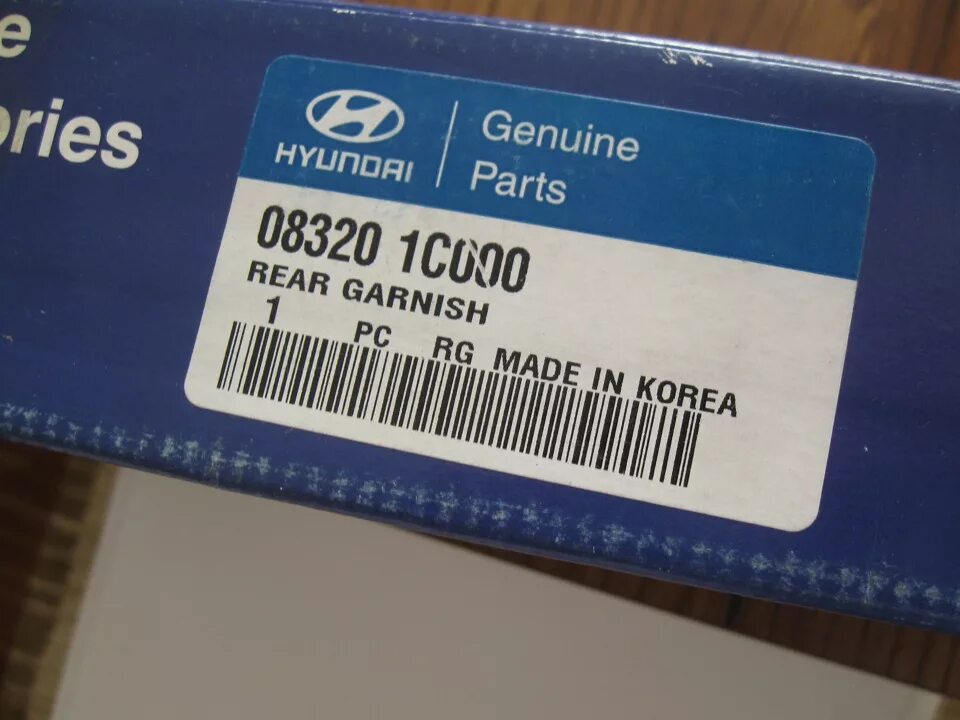 e
ories
HYUNDAI
Genuine
Parts
08320 1C000
REAR GARNISH
1 PC RG MADE IN KOREA